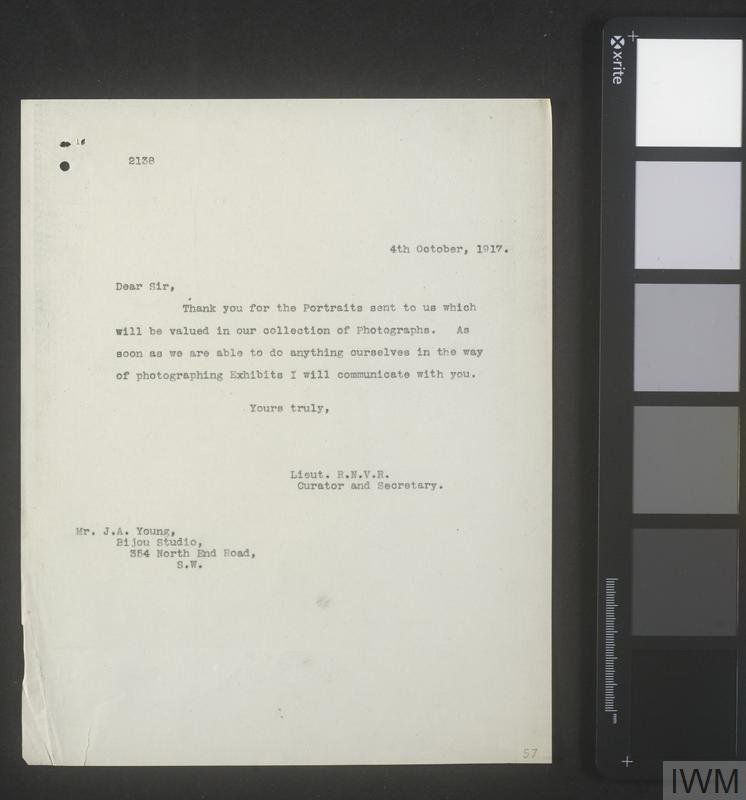 2138
4th October, 1917.
Dear Sir,
Thank you for the Portraits sent to us which
will be valued in our collection of Photographs. As
soon as we are able to do anything ourselves in the way
of photographing Exhibits I will communicate with you.
Yours truly,
Lieut. R.N.V.R.
Curator and Secretary.
Mr. J.A. Young,
Bijou Studio,
384 North End Road,
S.W.
57
x·rite
mm
IWM